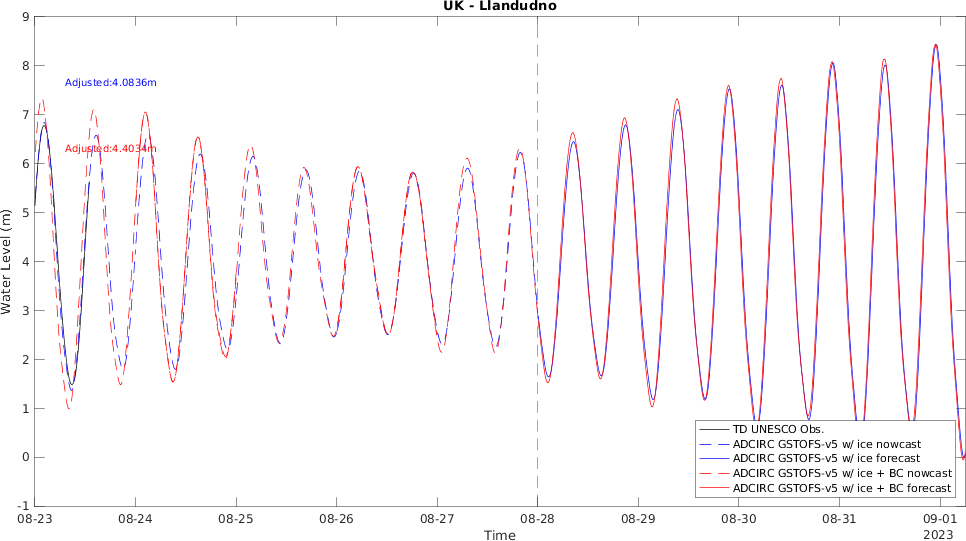 UK - Llandudno
9
8
7
6
5
4
3
2
1
0
-1
Water Level (m)
Adjusted:4.0836m
Adjusted:4.4034m
TD UNESCO Obs.
ADCIRC GSTOFS-v5 w/ ice nowcast
ADCIRC GSTOFS-v5 w/ ice forecast
ADCIRC GSTOFS-v5 w/ ice + BC nowcast
ADCIRC GSTOFS-v5 w/ ice + BC forecast
08-23 08-24 08-25 08-26 08-27 08-28 08-29 08-30 08-31 09-01
2023
Time